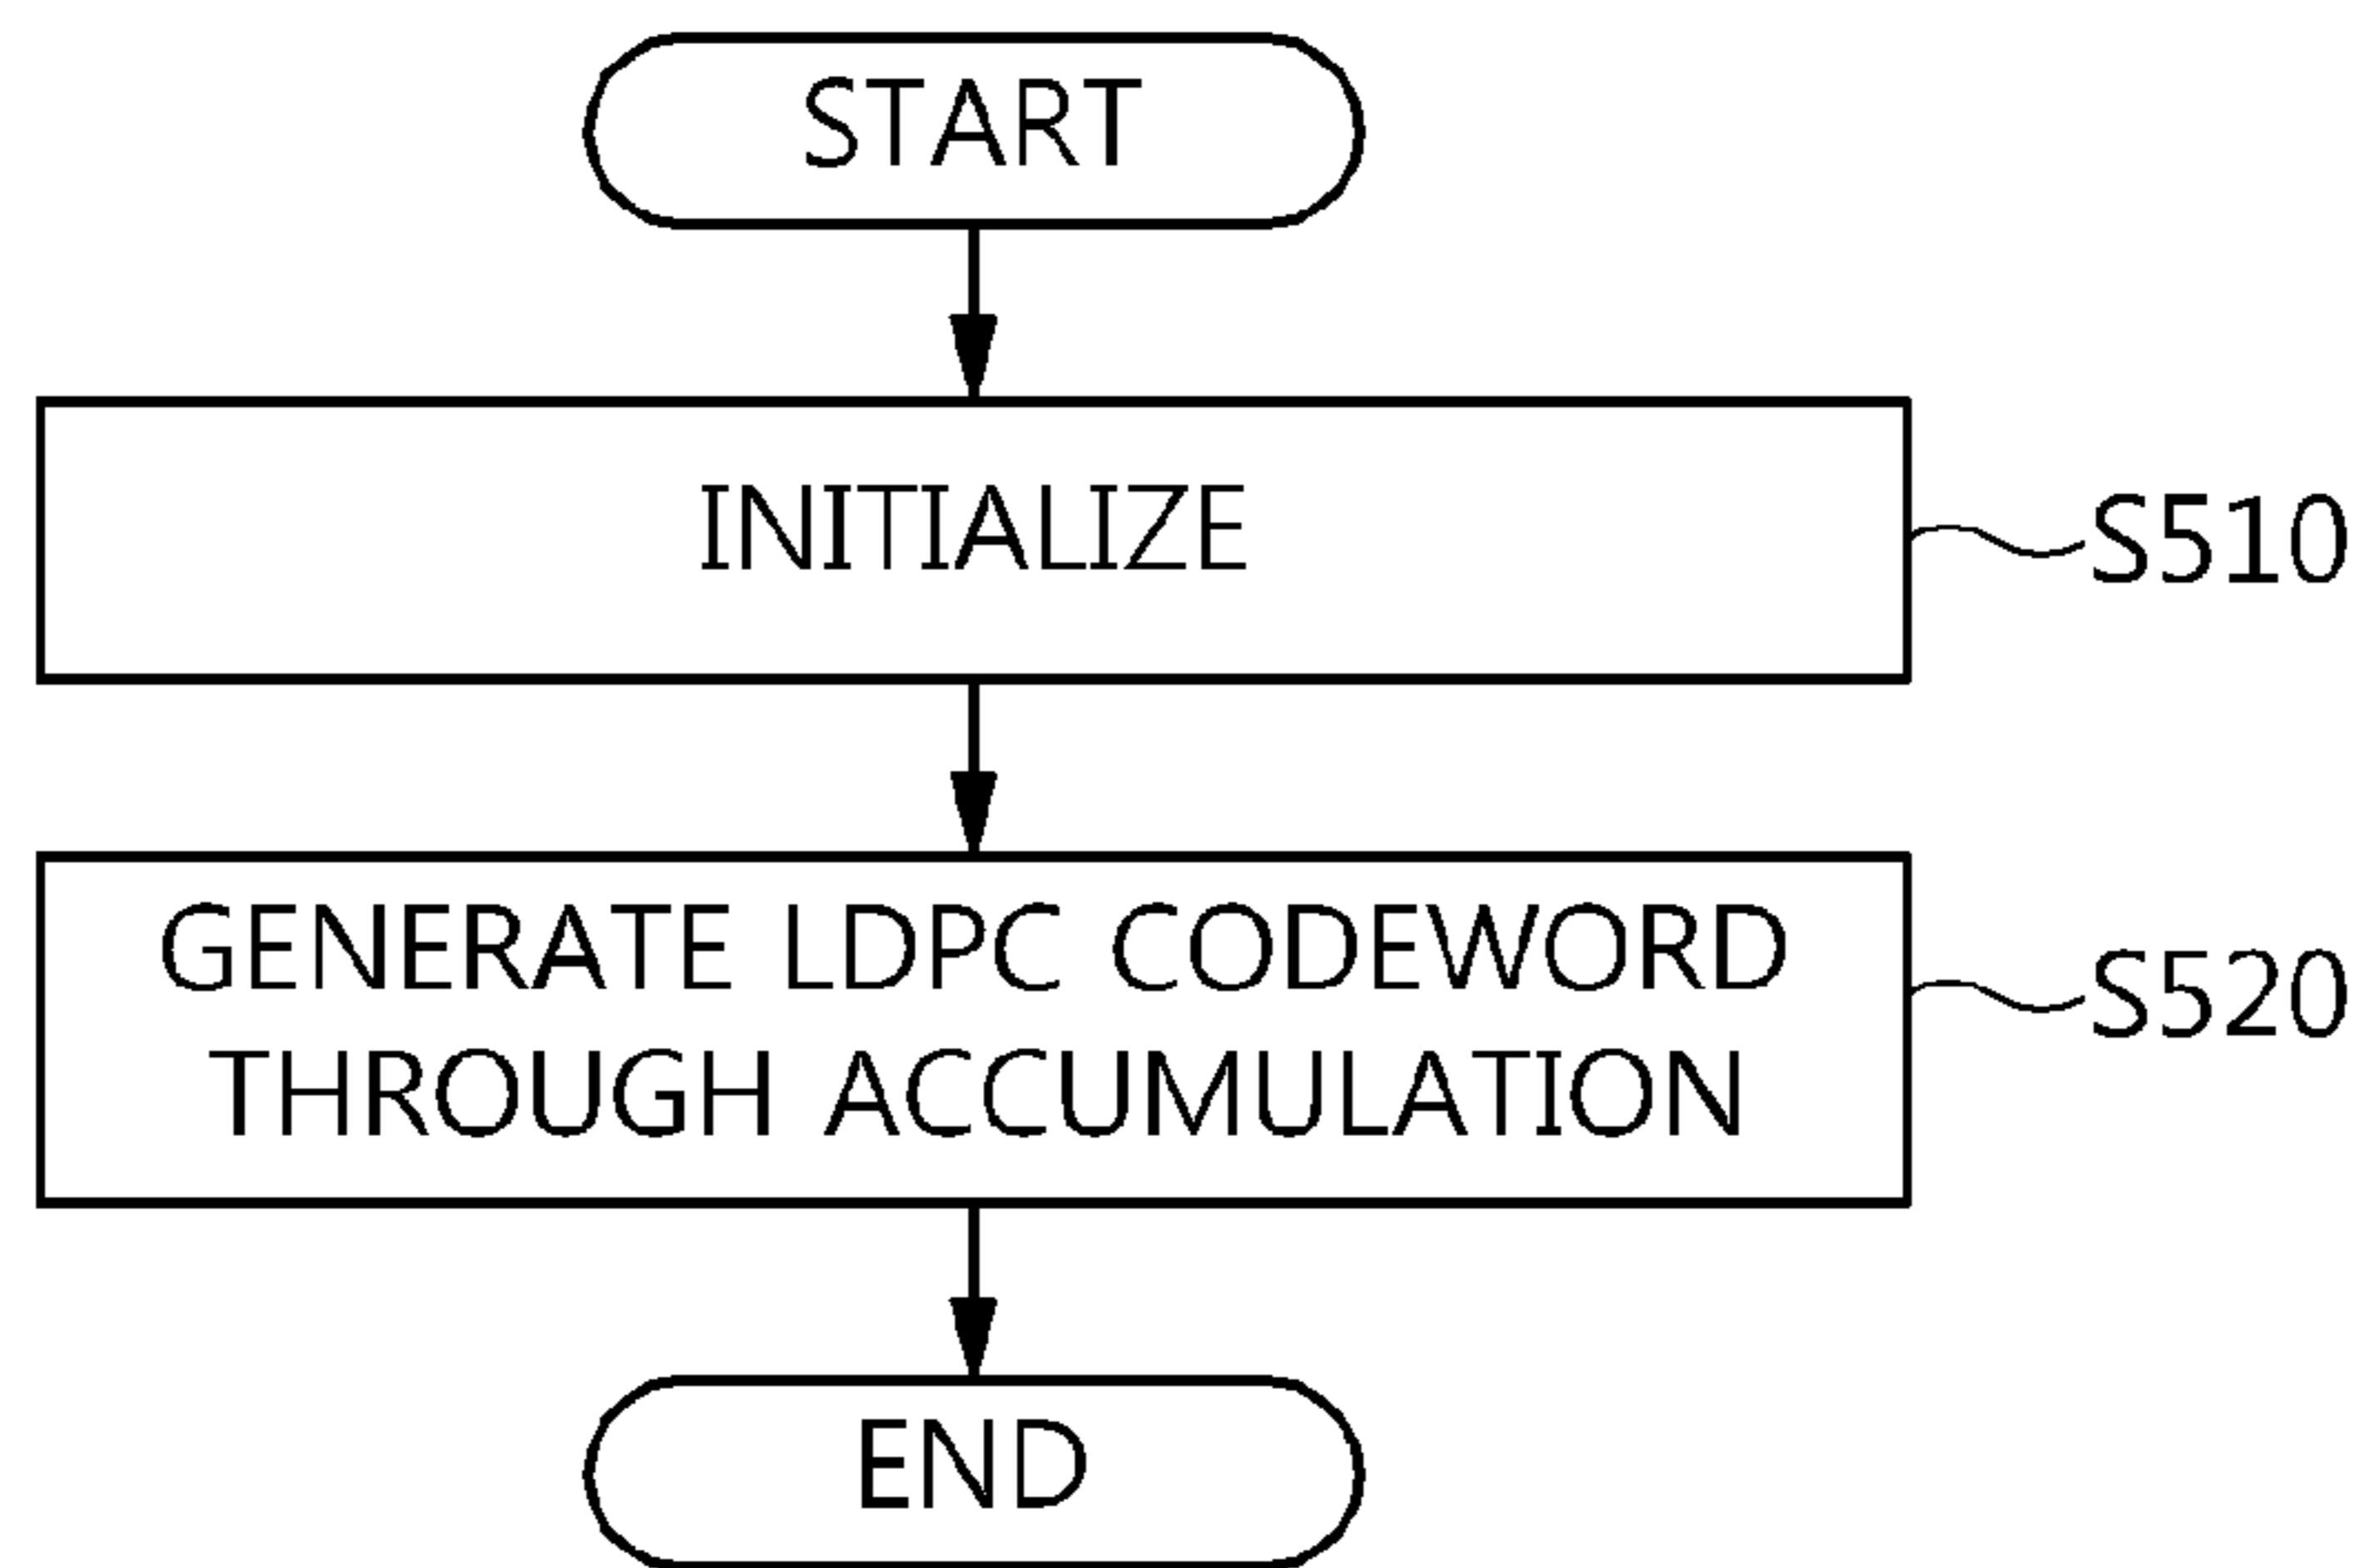 START
INITIALIZE
S510
GENERATE LDPC CODEWORD
THROUGH ACCUMULATION
S520
END